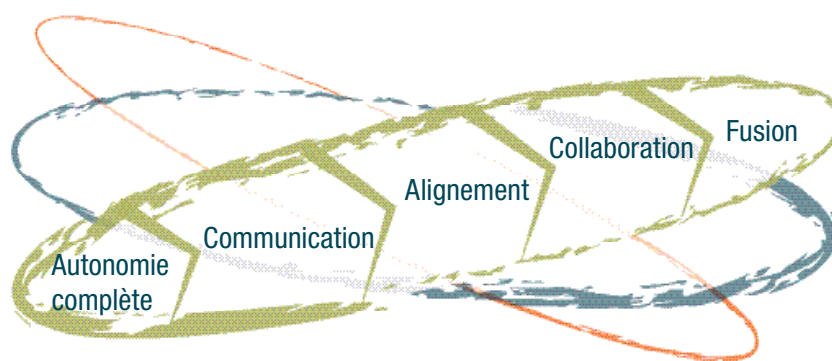 Autonomie
complète
Communication
Alignement
Collaboration
Fusion